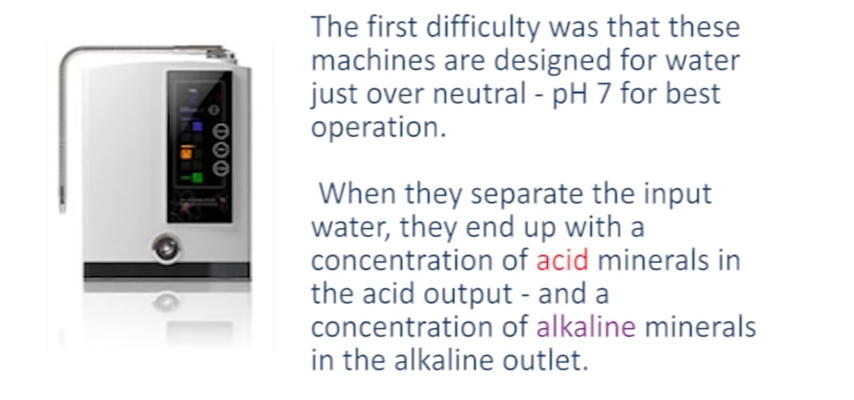 The first difficulty was that these
machines are designed for water
just over neutral - pH 7 for best
operation.
When they separate the input
water, they end up with a
concentration of acid minerals in
the acid output - and a
concentration of alkaline minerals
in the alkaline outlet.